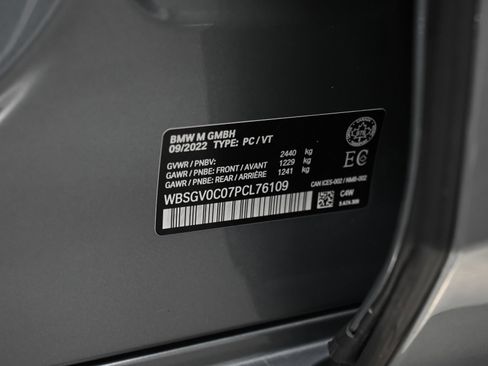 BMW M GMBH
09/2022 TYPE: PC / VT
GVWR / PNBV: 2440 kg
GAWR / PNBE: FRONT / AVANT 1229 kg
GAWR / PNBE: REAR / ARRIÈRE 1241 kg
WBSGV0C07PCL76109
EC
CAN ICES-002 / NMB-002
C4W